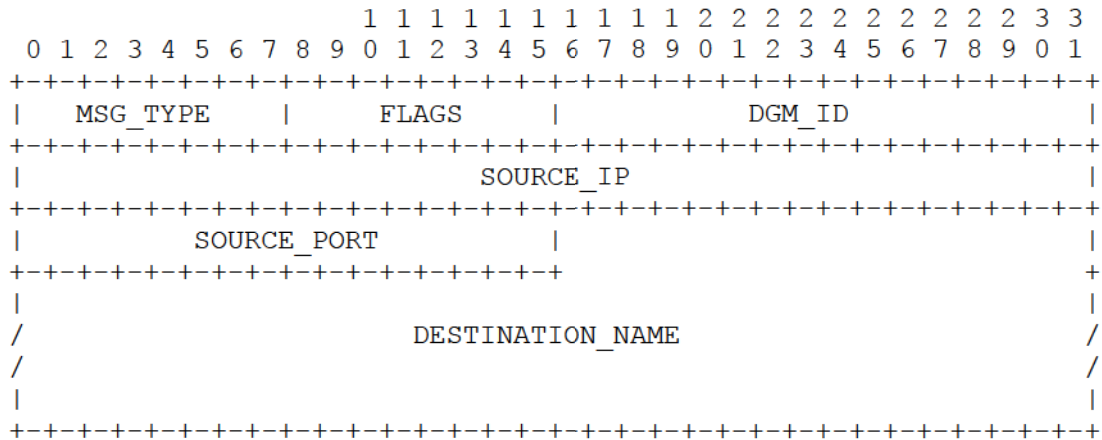 1 1 1 1 1 1 1 1 1 1 2 2 2 2 2 2 2 2 2 2 3 3
 0 1 2 3 4 5 6 7 8 9 0 1 2 3 4 5 6 7 8 9 0 1 2 3 4 5 6 7 8 9 0 1
+-+-+-+-+-+-+-+-+-+-+-+-+-+-+-+-+-+-+-+-+-+-+-+-+-+-+-+-+-+-+-+-+
|   MSG_TYPE    |     FLAGS     |           DGM_ID              |
+-+-+-+-+-+-+-+-+-+-+-+-+-+-+-+-+-+-+-+-+-+-+-+-+-+-+-+-+-+-+-+-+
|                           SOURCE_IP                           |
+-+-+-+-+-+-+-+-+-+-+-+-+-+-+-+-+-+-+-+-+-+-+-+-+-+-+-+-+-+-+-+-+
|          SOURCE_PORT          |                               |
+-+-+-+-+-+-+-+-+-+-+-+-+-+-+-+-+                               +
|                                                               |
/                       DESTINATION_NAME                        /
/                                                               /
|                                                               |
+-+-+-+-+-+-+-+-+-+-+-+-+-+-+-+-+-+-+-+-+-+-+-+-+-+-+-+-+-+-+-+-+